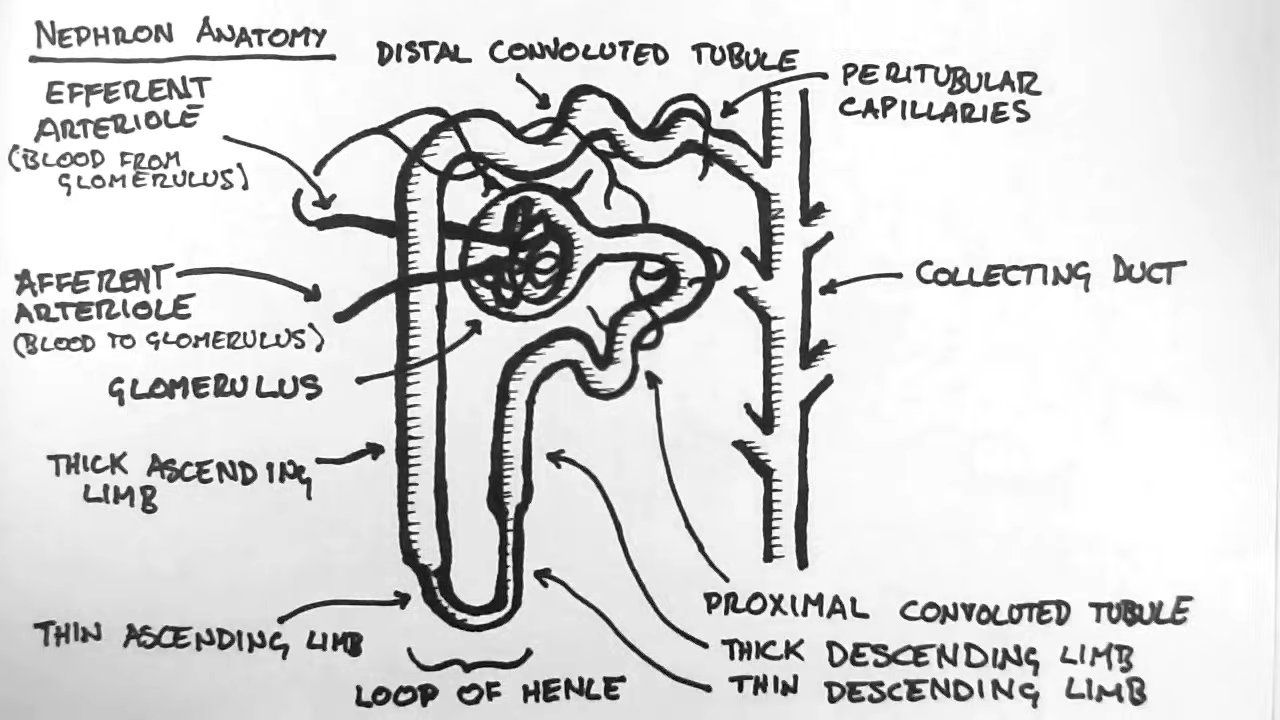 NEPHRON ANATOMY
DISTAL CONVOLUTED TUBULE
PERITUBULAR
CAPILLARIES
EFFERENT
ARTERIOLE
(BLOOD FROM
GLOMERULUS)
AFFERENT
ARTERIOLE
(BLOOD TO GLOMERULUS)
COLLECTING DUCT
GLOMERULUS
THICK ASCENDING
LIMB
THIN ASCENDING LIMB
LOOP OF HENLE
PROXIMAL CONVOLUTED TUBULE
THICK DESCENDING LIMB
THIN DESCENDING LIMB